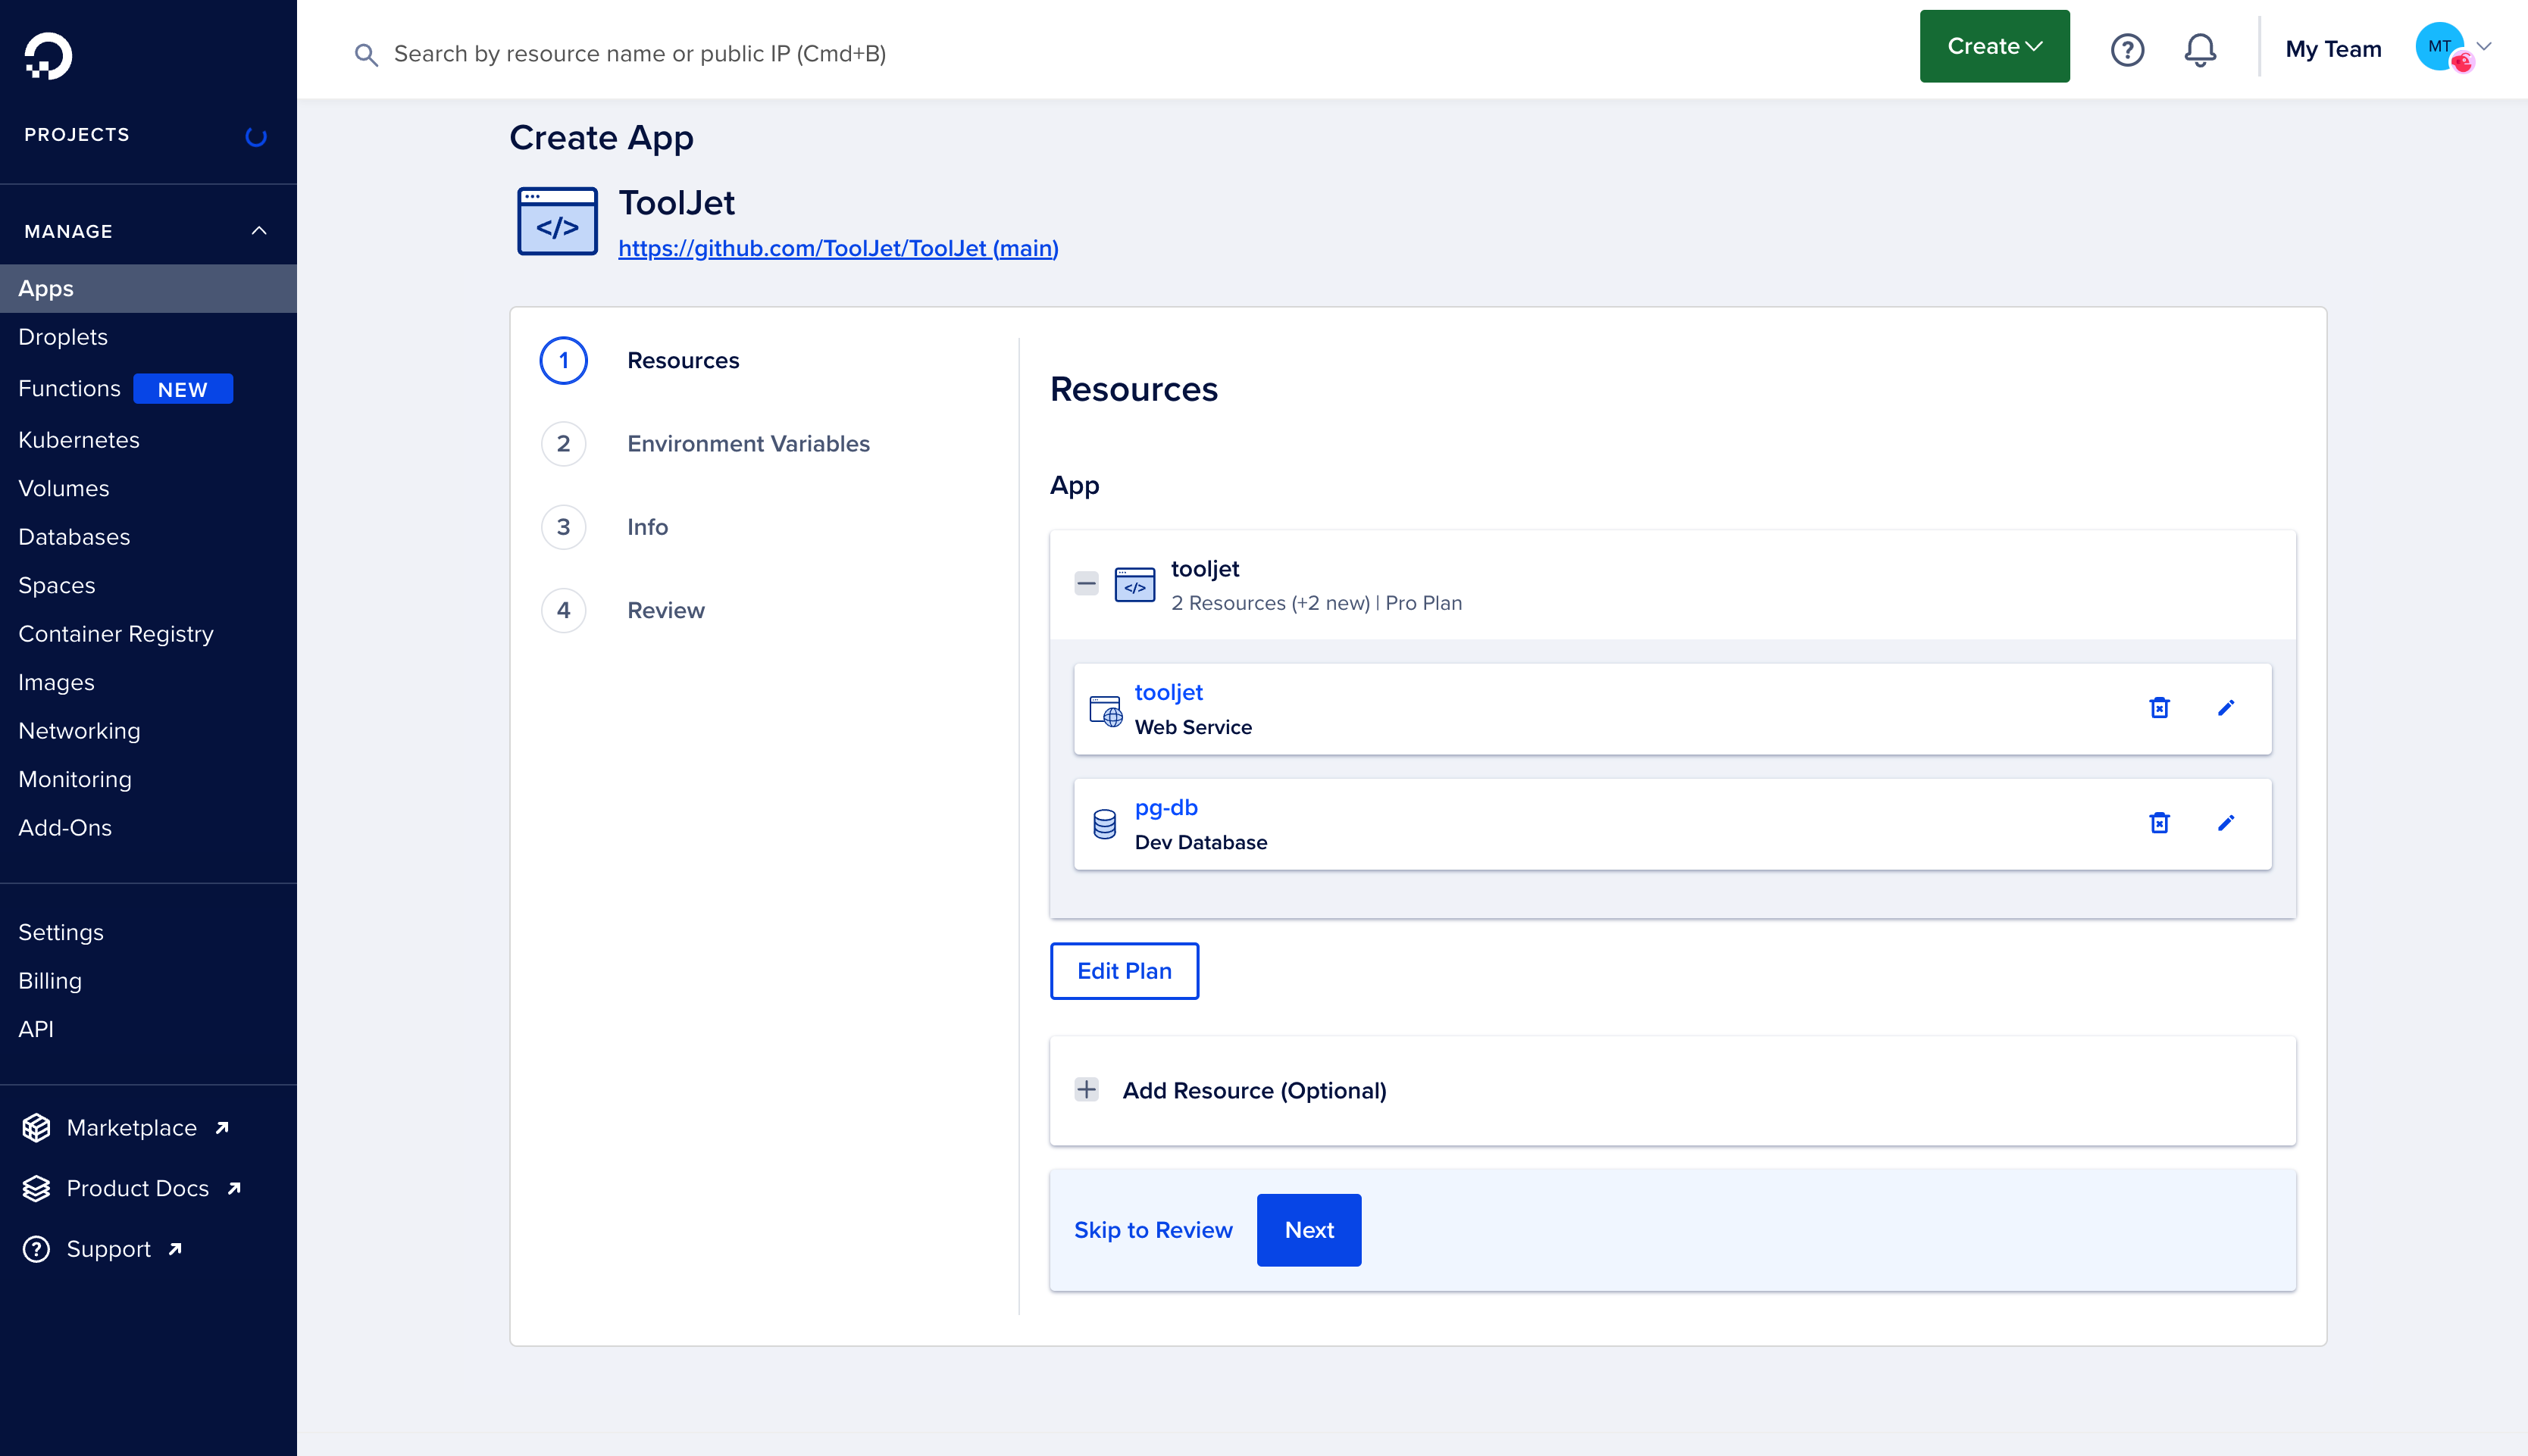 Search by resource name or public IP (Cmd+B)
Create
My Team
MT
PROJECTS
MANAGE
Apps
Droplets
Functions NEW
Kubernetes
Volumes
Databases
Spaces
Container Registry
Images
Networking
Monitoring
Add-Ons
Settings
Billing
API
Marketplace
Product Docs
Support
Create App
</>
ToolJet
https://github.com/ToolJet/ToolJet (main)
1 Resources
2 Environment Variables
3 Info
4 Review
Resources
App
</>
tooljet
2 Resources (+2 new) | Pro Plan
tooljet
Web Service
pg-db
Dev Database
Edit Plan
Add Resource (Optional)
Skip to Review
Next